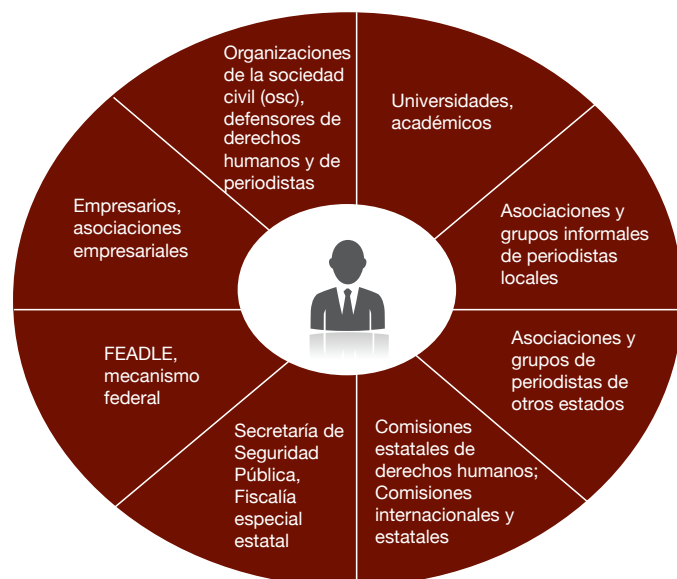 Organizaciones
de la sociedad
civil (osc),
defensores de
derechos
humanos y de
periodistas
Universidades,
académicos
Asociaciones y
grupos informales
de periodistas
locales
Asociaciones y
grupos de
periodistas de
otros estados
Comisiones
estatales de
derechos humanos;
Comisiones
internacionales y
estatales
Secretaría de
Seguridad
Pública,
Fiscalía
especial
estatal
FEADLE,
mecanismo
federal
Empresarios,
asociaciones
empresariales